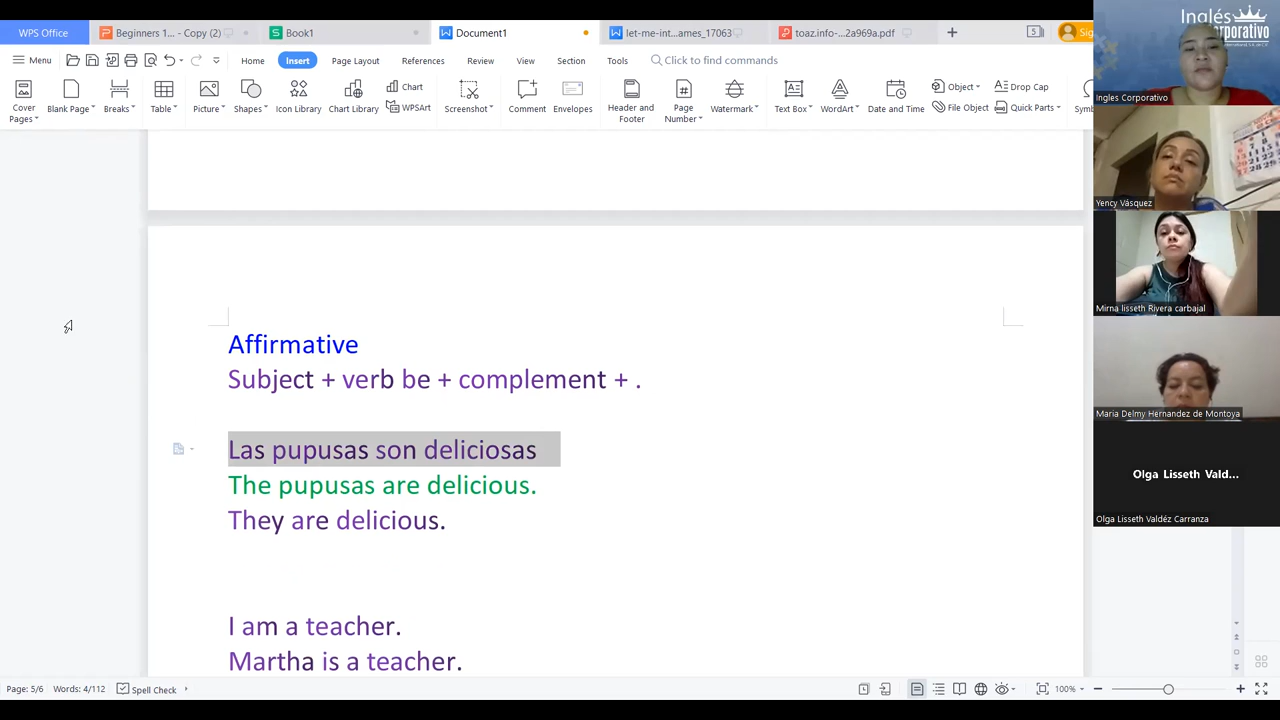 WPS Office
Beginners 1... - Copy (2)
Book1
Document1
let-me-int...ames_17063
toaz.info-...2a969a.pdf
Menu
Home
Insert
Page Layout
References
Review
View
Section
Tools
Click to find commands
Cover Pages
Blank Page
Breaks
Table
Picture
Shapes
Icon Library
Chart Library
Chart
WPSArt
Screenshot
Comment
Envelopes
Header and Footer
Page Number
Watermark
Text Box
WordArt
Date and Time
Object
File Object
Drop Cap
Quick Parts
Affirmative
Subject + verb be + complement + .
Las pupusas son deliciosas
The pupusas are delicious.
They are delicious.
I am a teacher.
Martha is a teacher.
Page: 5/6
Words: 4/112
Spell Check
100%
Inglés
Corporativo
Ingles Corporativo
Yency Vásquez
Mirna lisseth Rivera carbajal
Maria Delmy Hernandez de Montoya
Olga Lisseth Vald...
Olga Lisseth Valdéz Carranza